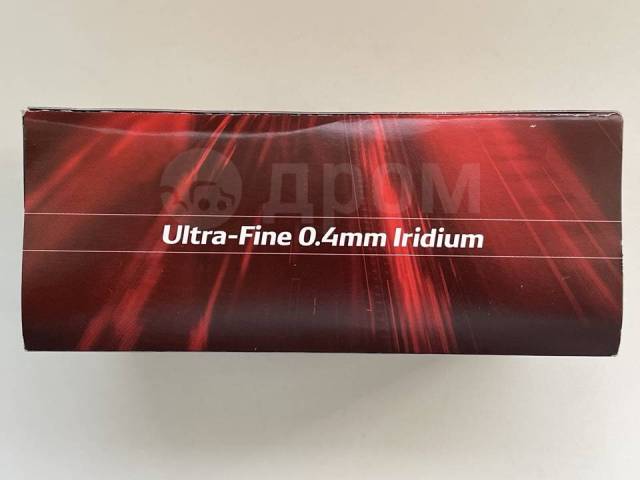 дром
Ultra-Fine 0.4mm Iridium